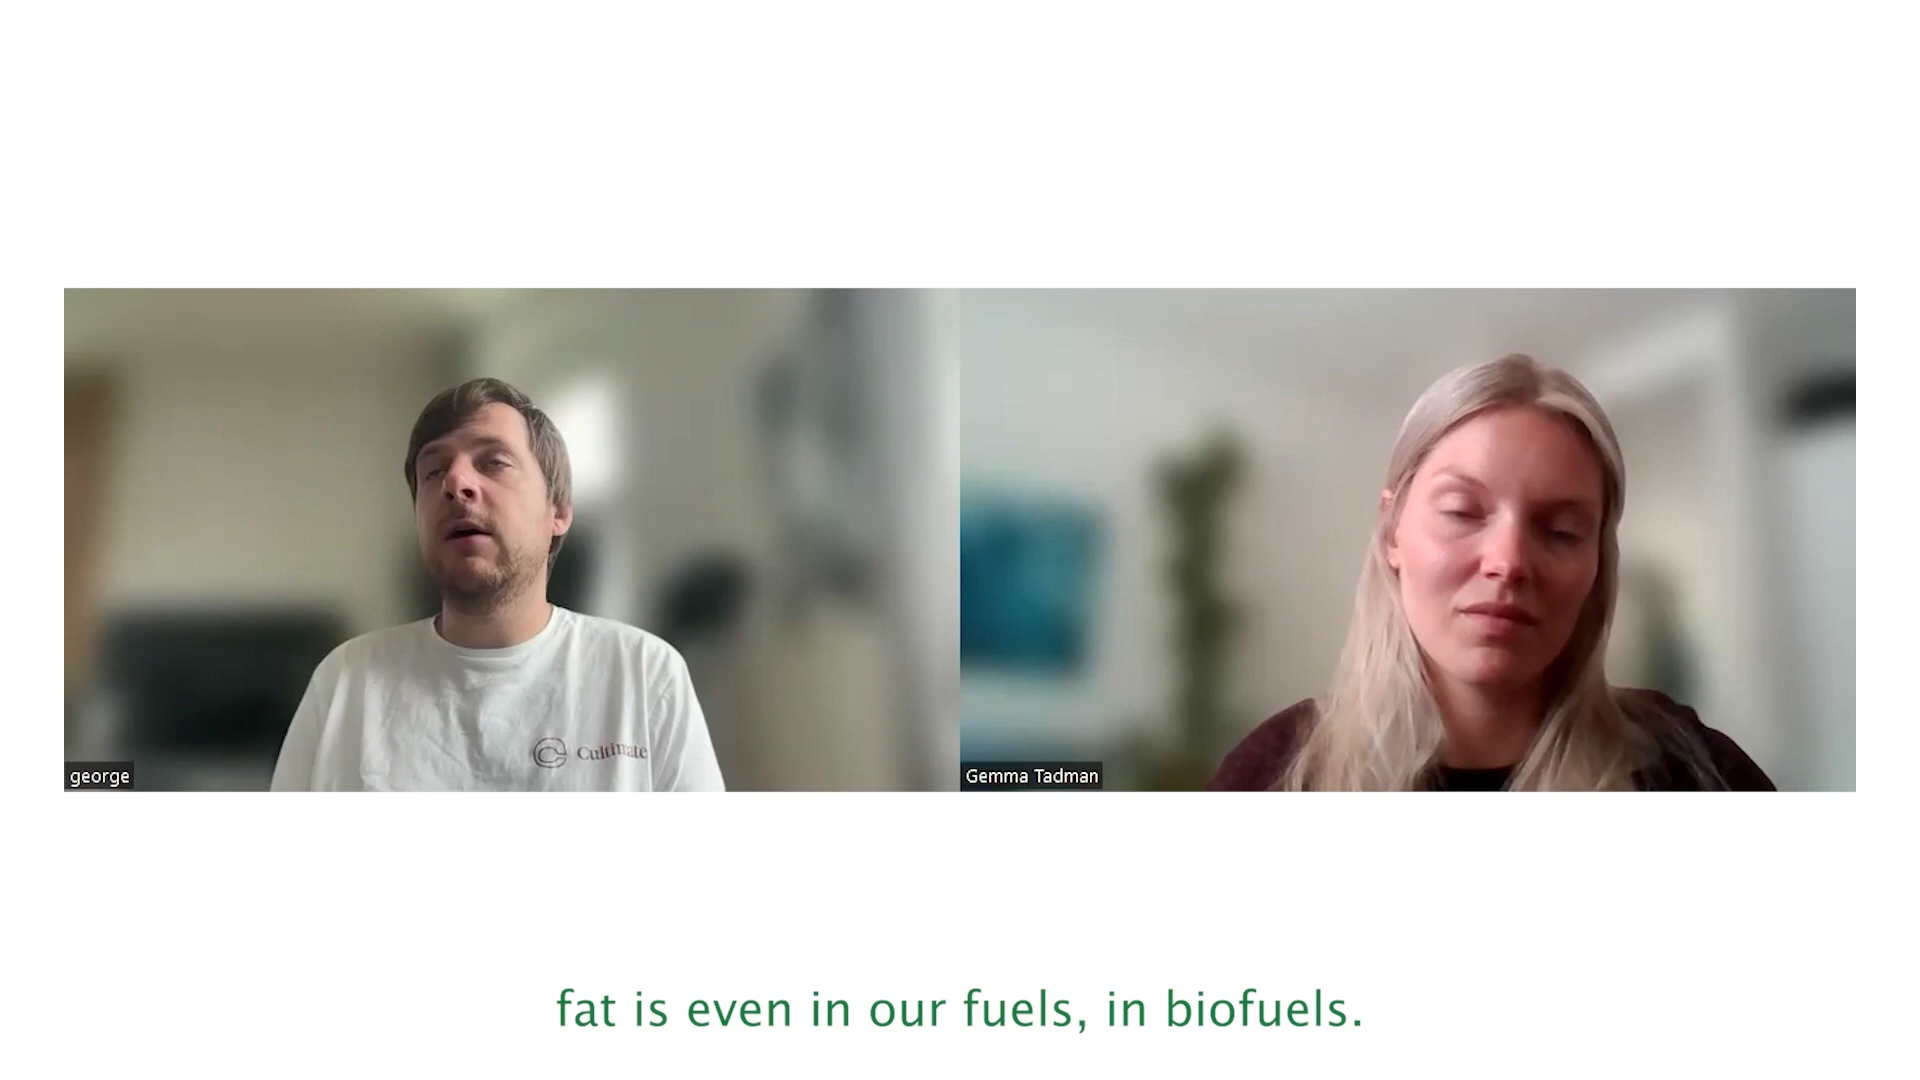 Cultimate
george
Gemma Tadman
fat is even in our fuels, in biofuels.